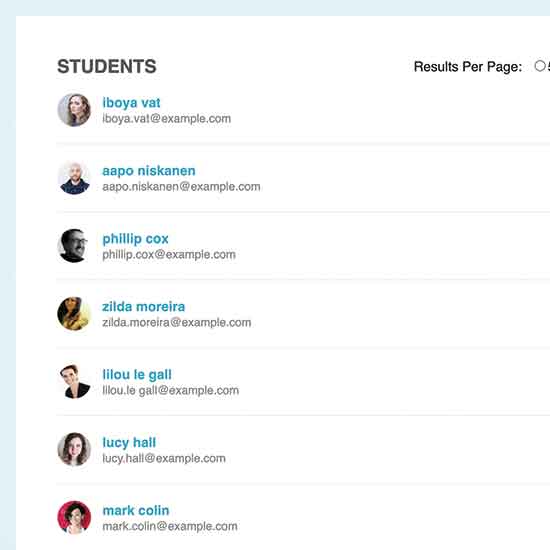 STUDENTS
Results Per Page:
iboya vat
iboya.vat@example.com
aapo niskanen
aapo.niskanen@example.com
phillip cox
phillip.cox@example.com
zilda moreira
zilda.moreira@example.com
lilou le gall
lilou.le gall@example.com
lucy hall
lucy.hall@example.com
mark colin
mark.colin@example.com